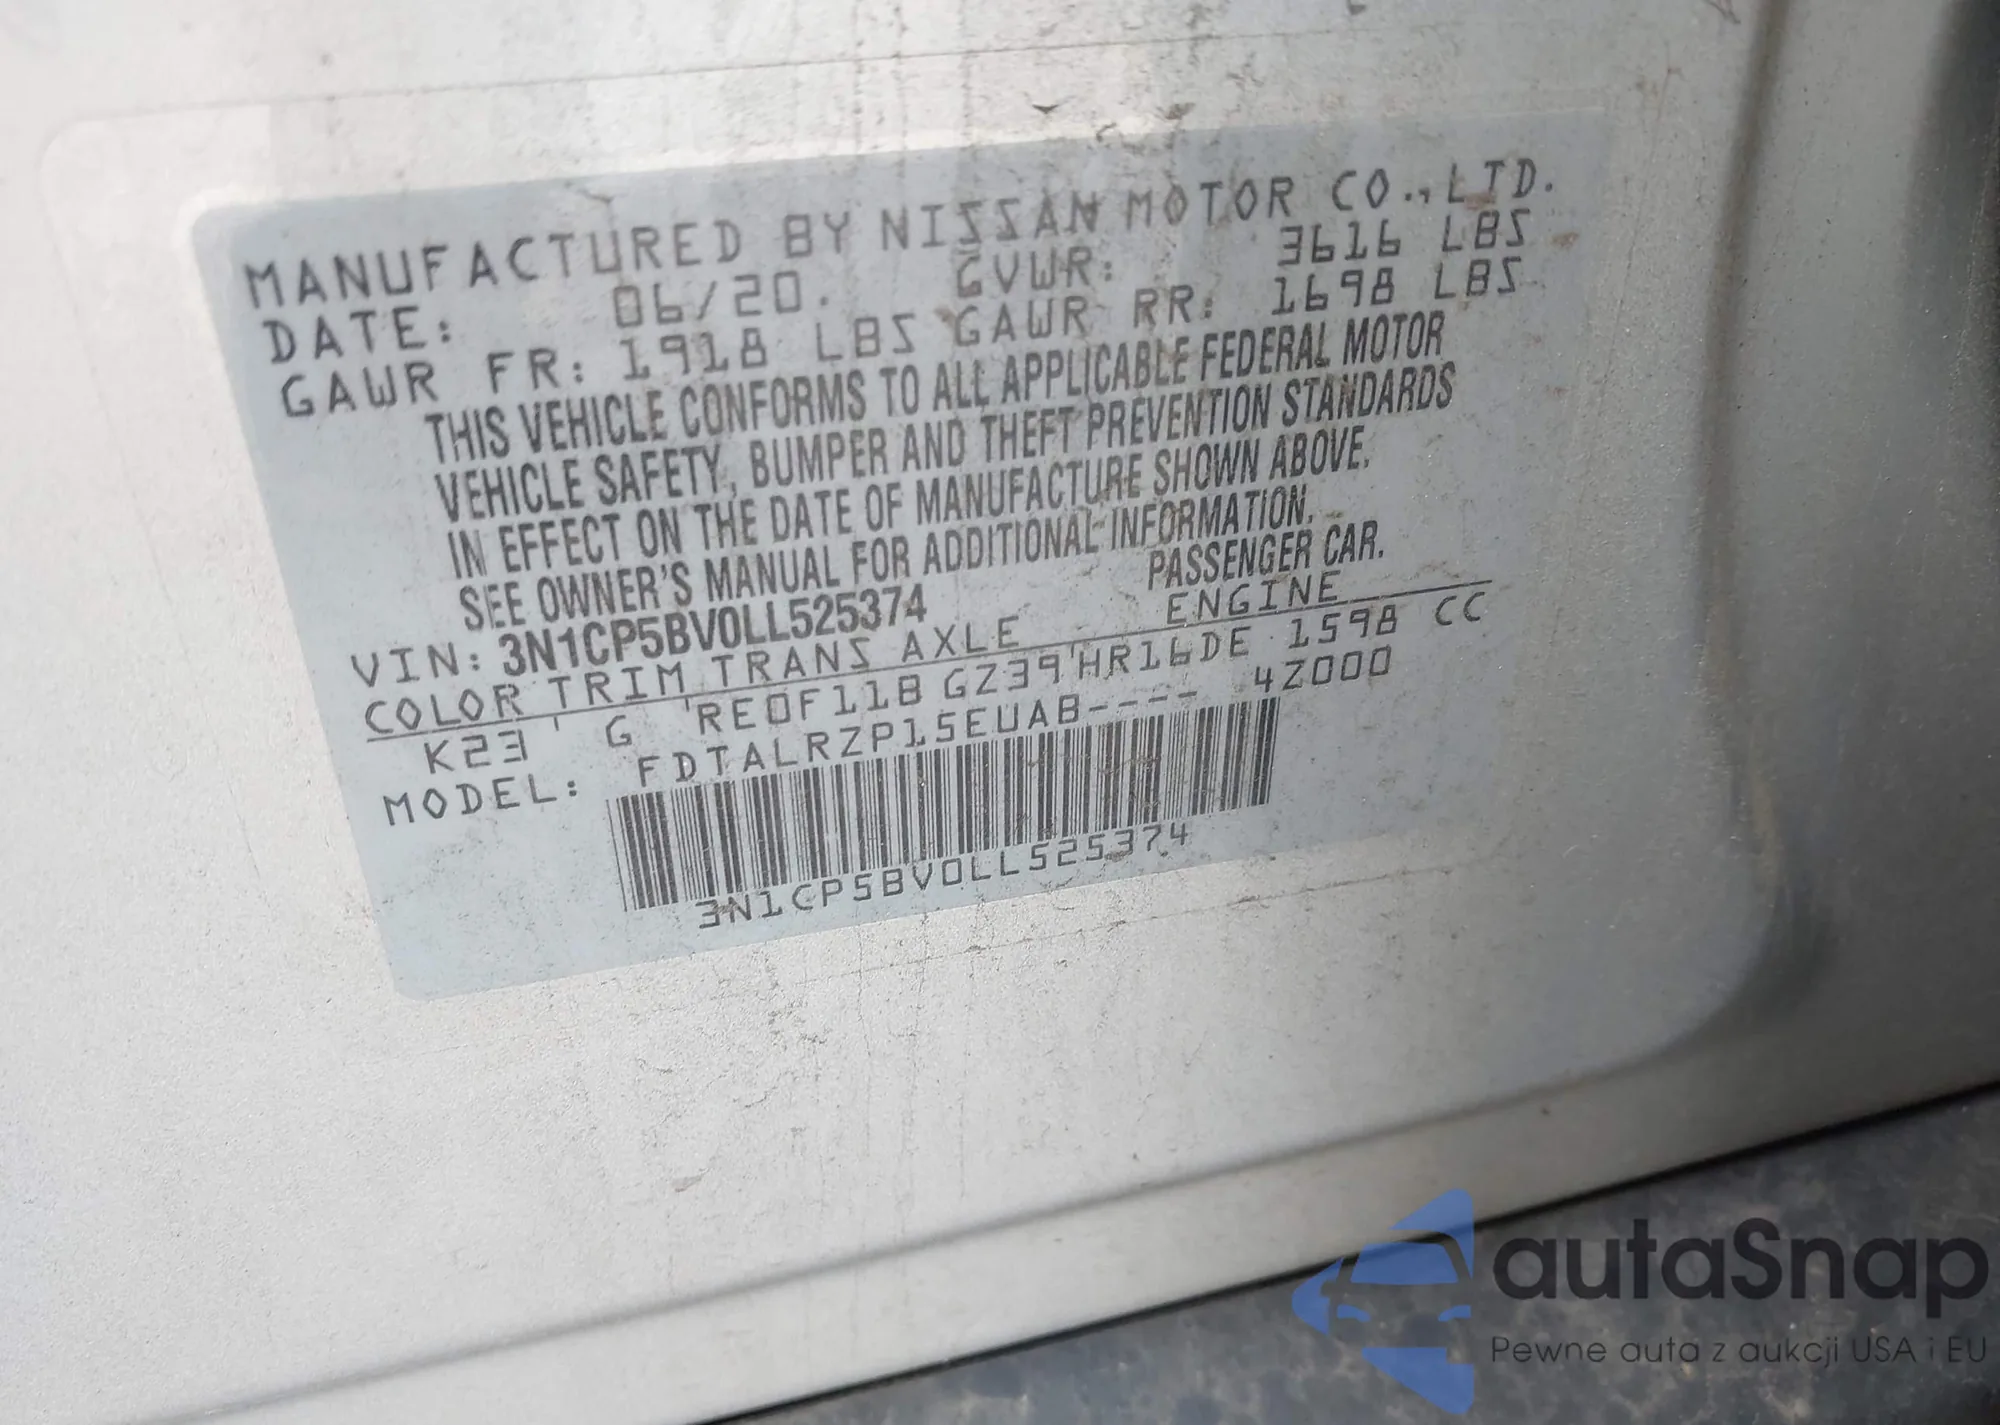 MANUFACTURED BY NISSAN MOTOR CO., LTD.
DATE: 06/20. GVWR: 3616 LBS
GAWR FR: 1918 LBS GAWR RR: 1698 LBS
THIS VEHICLE CONFORMS TO ALL APPLICABLE FEDERAL MOTOR
VEHICLE SAFETY, BUMPER AND THEFT PREVENTION STANDARDS
IN EFFECT ON THE DATE OF MANUFACTURE SHOWN ABOVE.
SEE OWNER'S MANUAL FOR ADDITIONAL INFORMATION.
VIN: 3N1CP5BV0LL525374 PASSENGER CAR.
COLOR TRIM TRANS AXLE ENGINE
K23 ' G 'RE0F11B GZ39'HR16DE 1598 CC
MODEL: FDTALRZP15EUAB---- 4Z000
3N1CP5BV0LL525374
autaSnap
Pewne auta z aukcji USA i EU